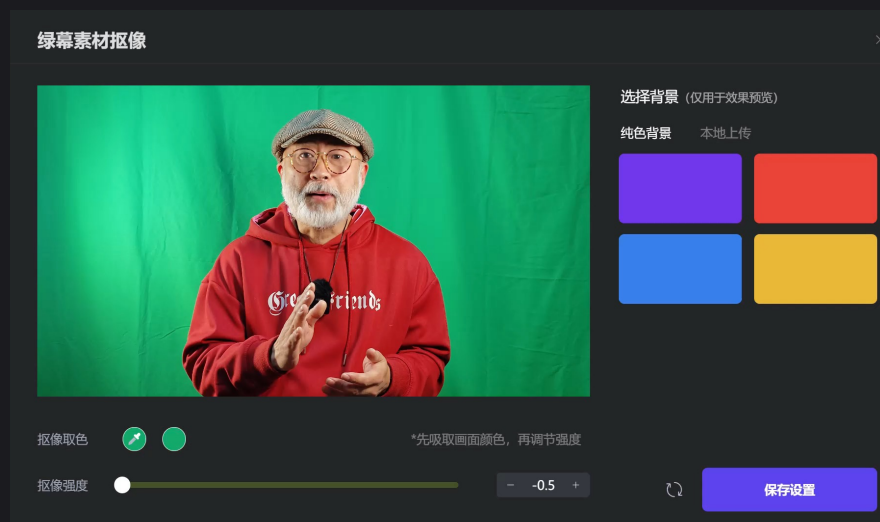 绿幕素材抠像
选择背景（仅用于效果预览）
纯色背景 本地上传
抠像取色
*先吸取画面颜色，再调节强度
抠像强度
− -0.5 +
保存设置